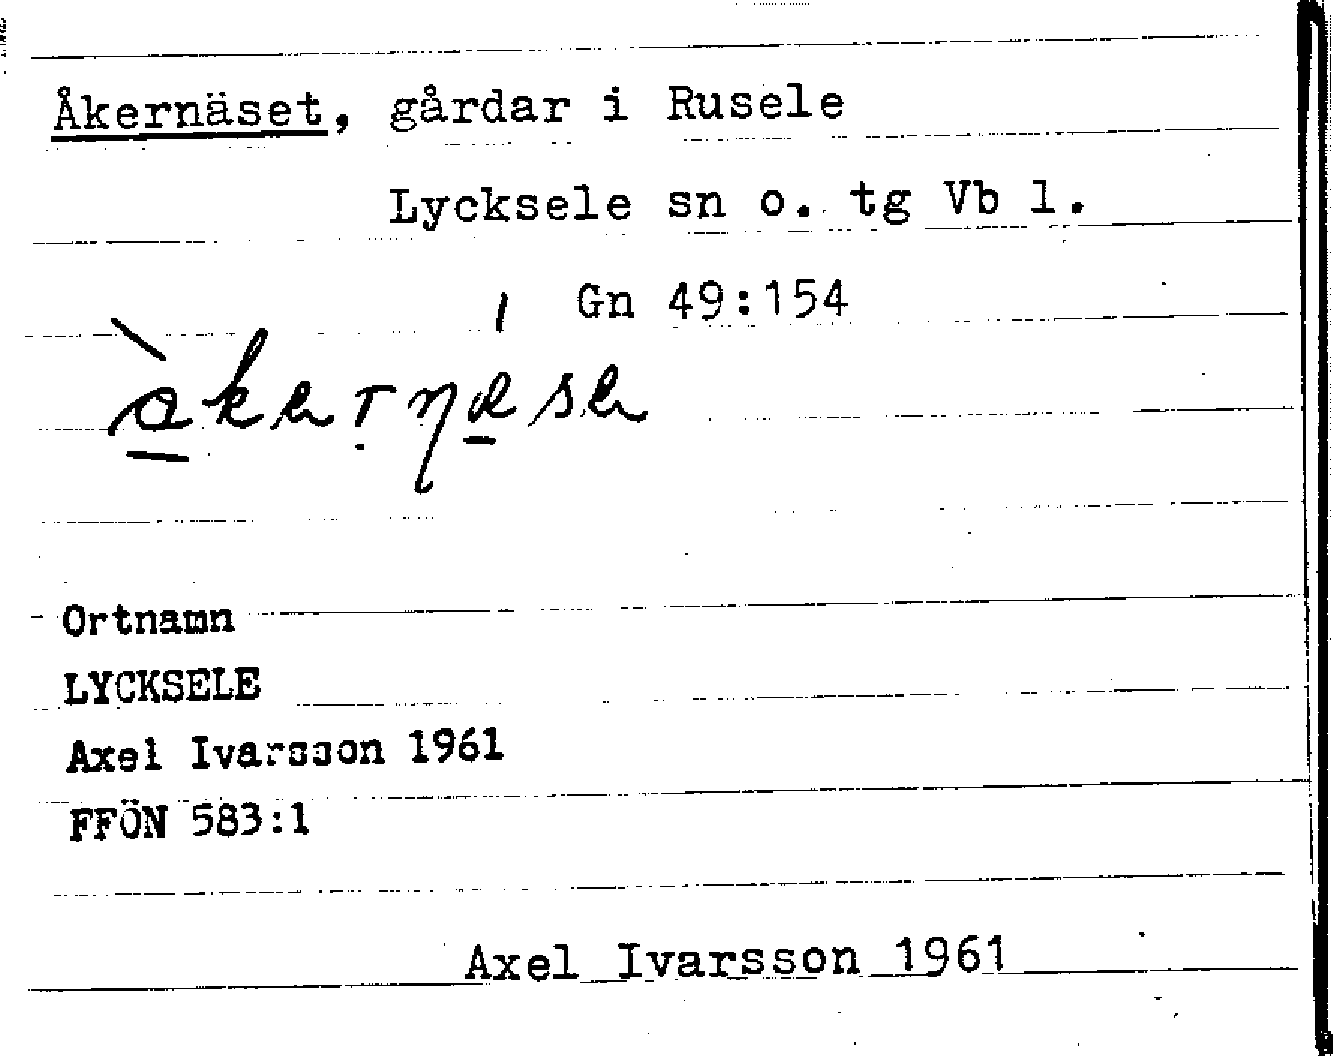 Åkernäset, gårdar i Rusele
Lycksele sn o. tg Vb l.
Gn 49:154
Ortnamn
LYCKSELE
Axel Ivarsson 1961
FFÖN 583:1
Axel Ivarsson 1961